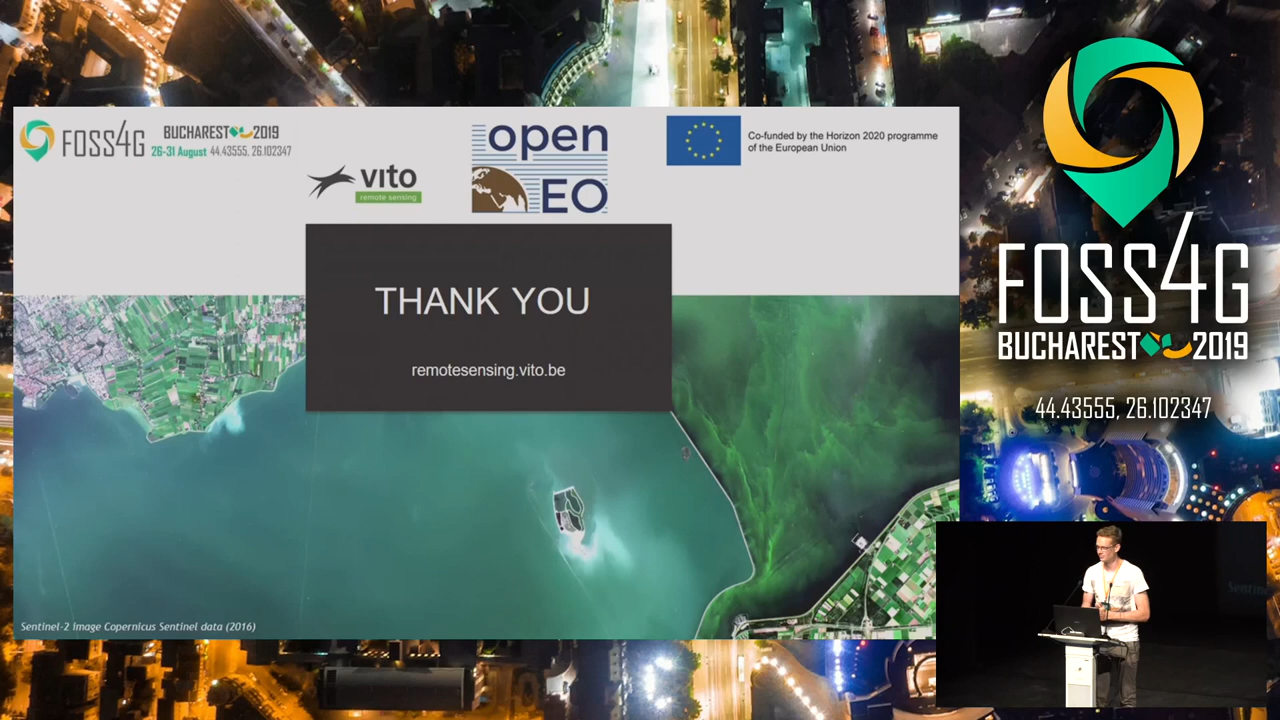 FOSS4G
BUCHAREST 2019
26-31 August 44.43555, 26.102347
vito
remote sensing
open
EO
Co-funded by the Horizon 2020 programme
of the European Union
THANK YOU
remotesensing.vito.be
Sentinel-2 image Copernicus Sentinel data (2016)
FOSS4G
BUCHAREST 2019
44.43555, 26.102347
Sentine